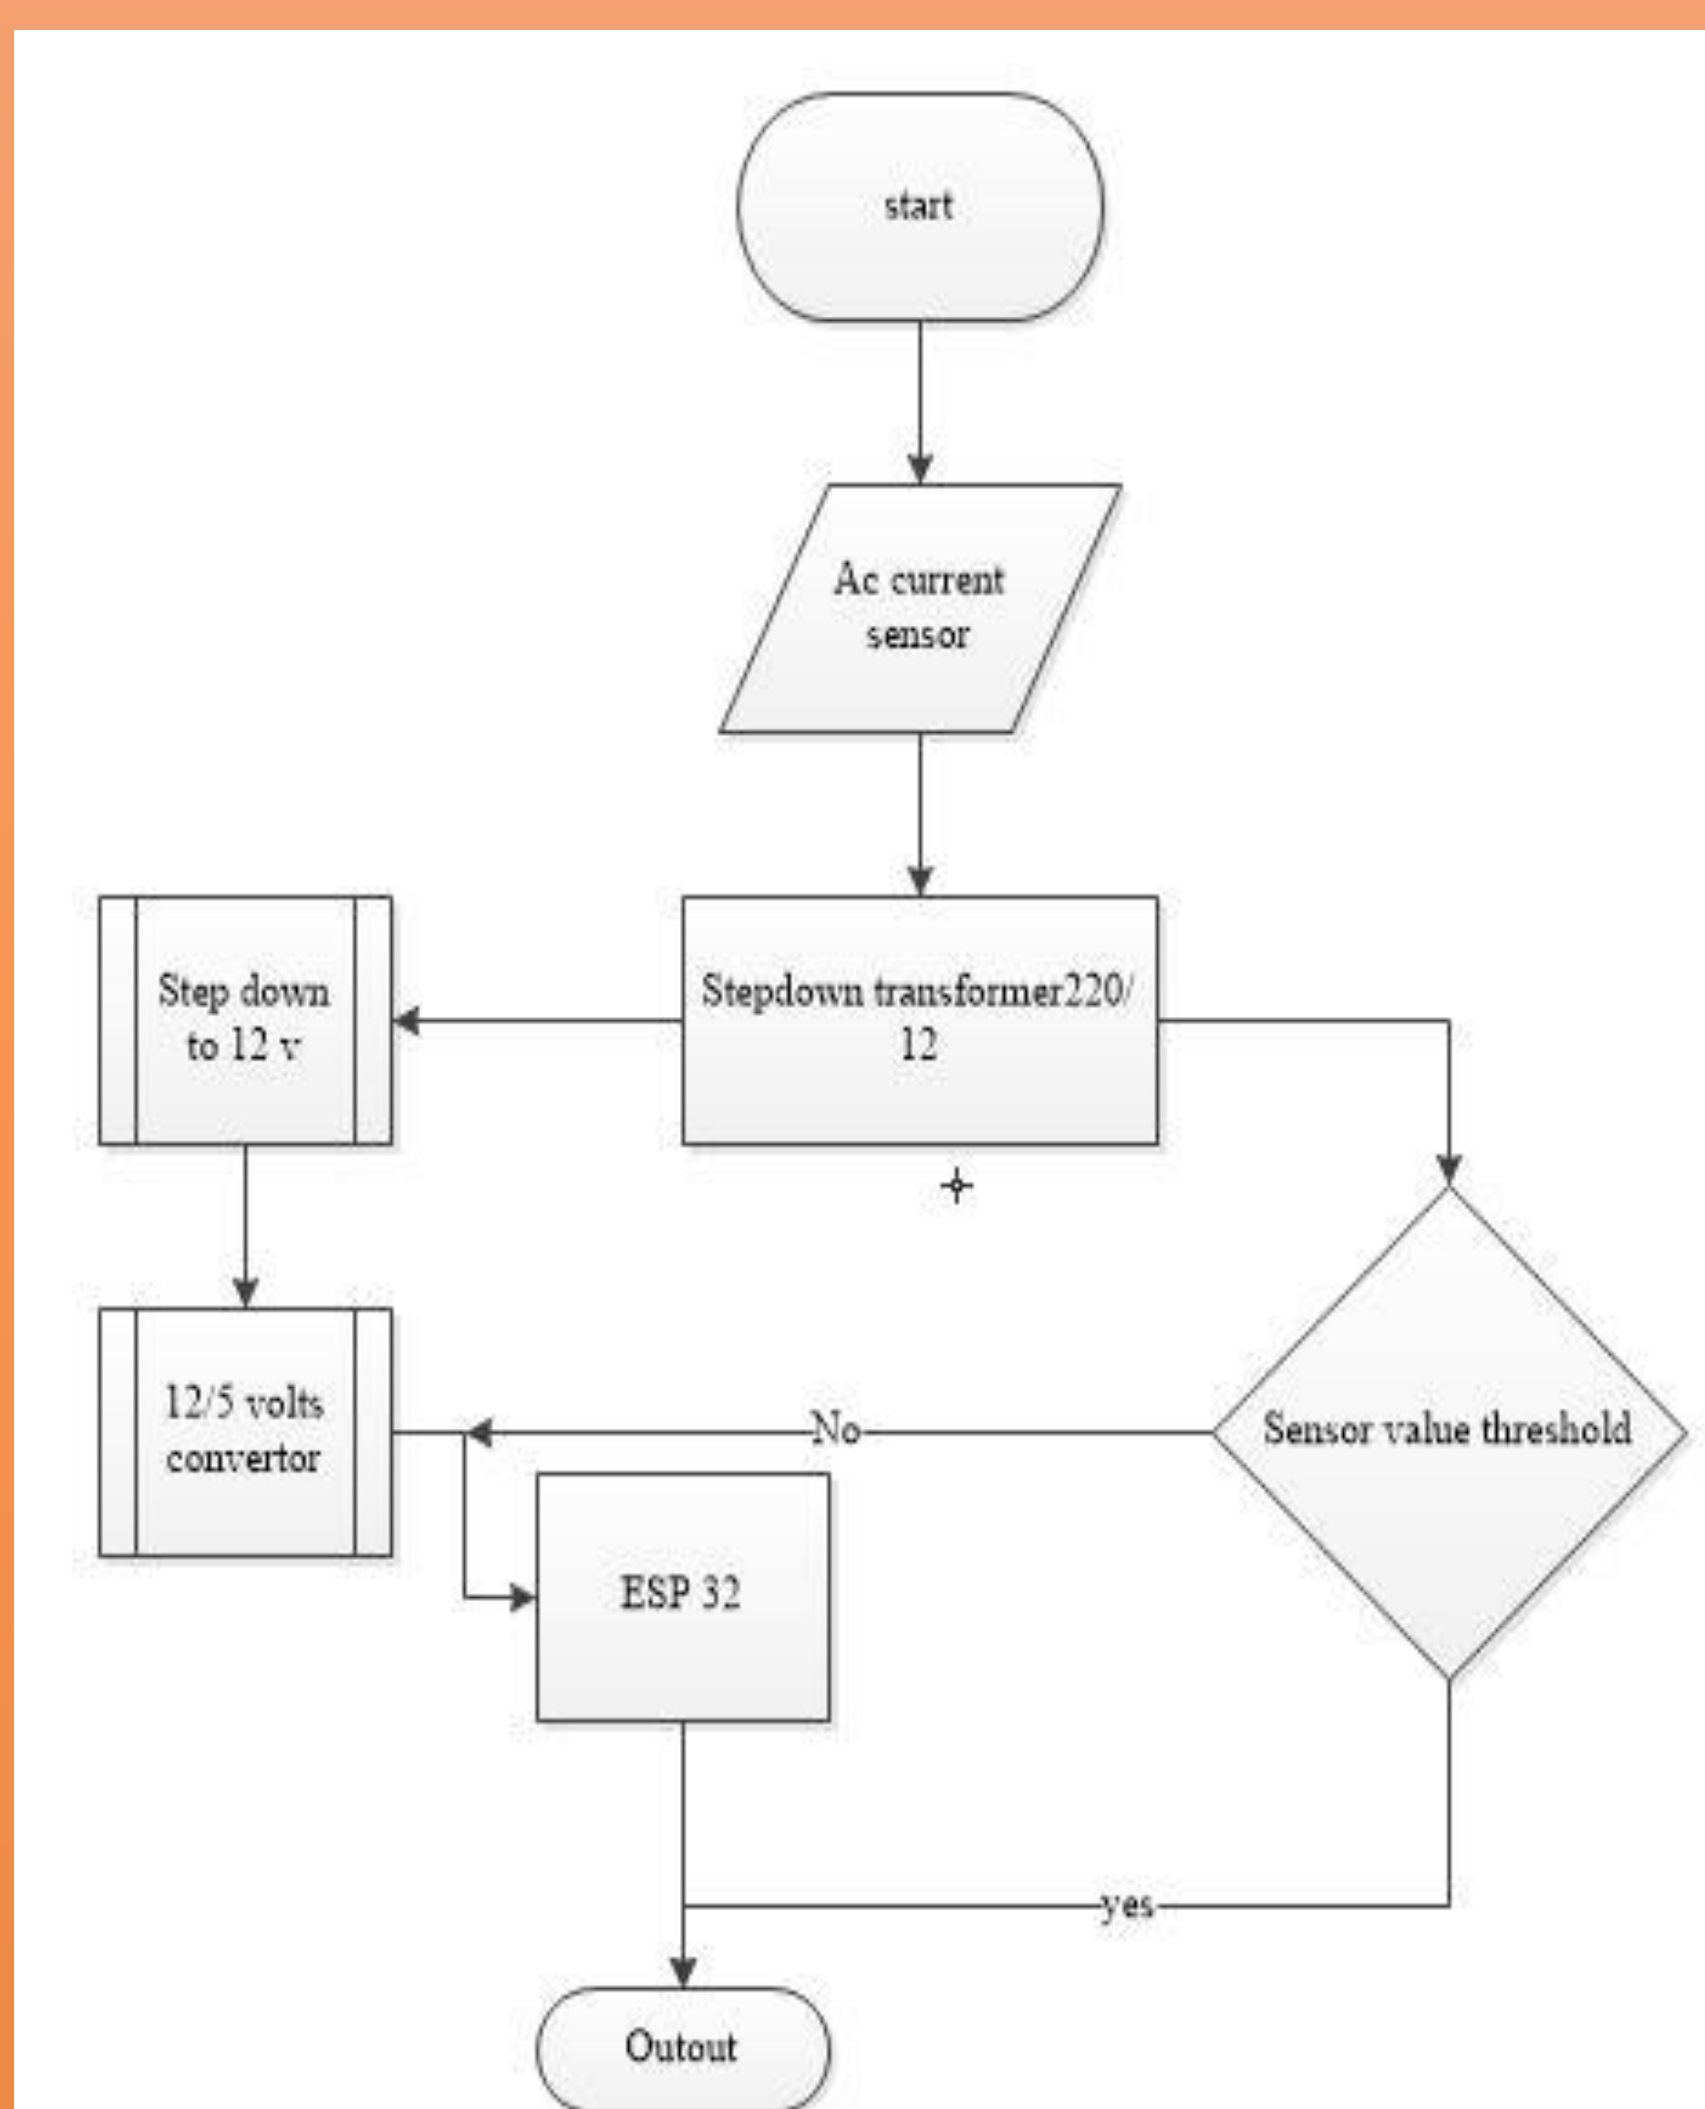 start
Ac current
sensor
Step down
to 12 v
Stepdown transformer220/
12
12/5 volts
convertor
No
Sensor value threshold
ESP 32
yes
Outout